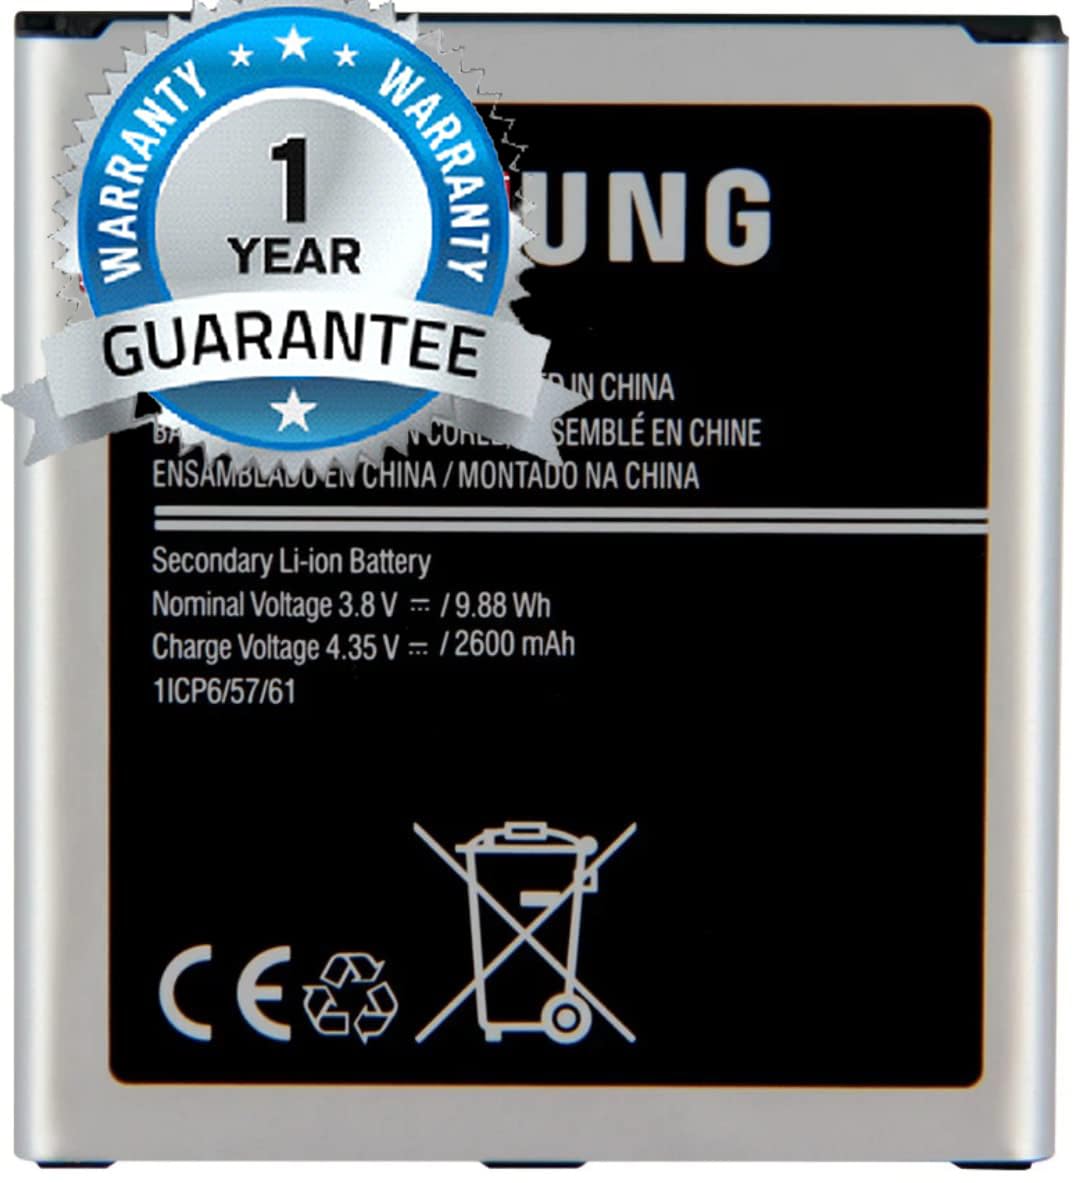 WARRANTY WARRANTY
1
YEAR
GUARANTEE
UNG
IN CHINA
EN CHINE
ENSAMBLADO EN CHINA / MONTADO NA CHINA
Secondary Li-ion Battery
Nominal Voltage 3.8 V ⎓ / 9.88 Wh
Charge Voltage 4.35 V ⎓ / 2600 mAh
1ICP6/57/61
CE